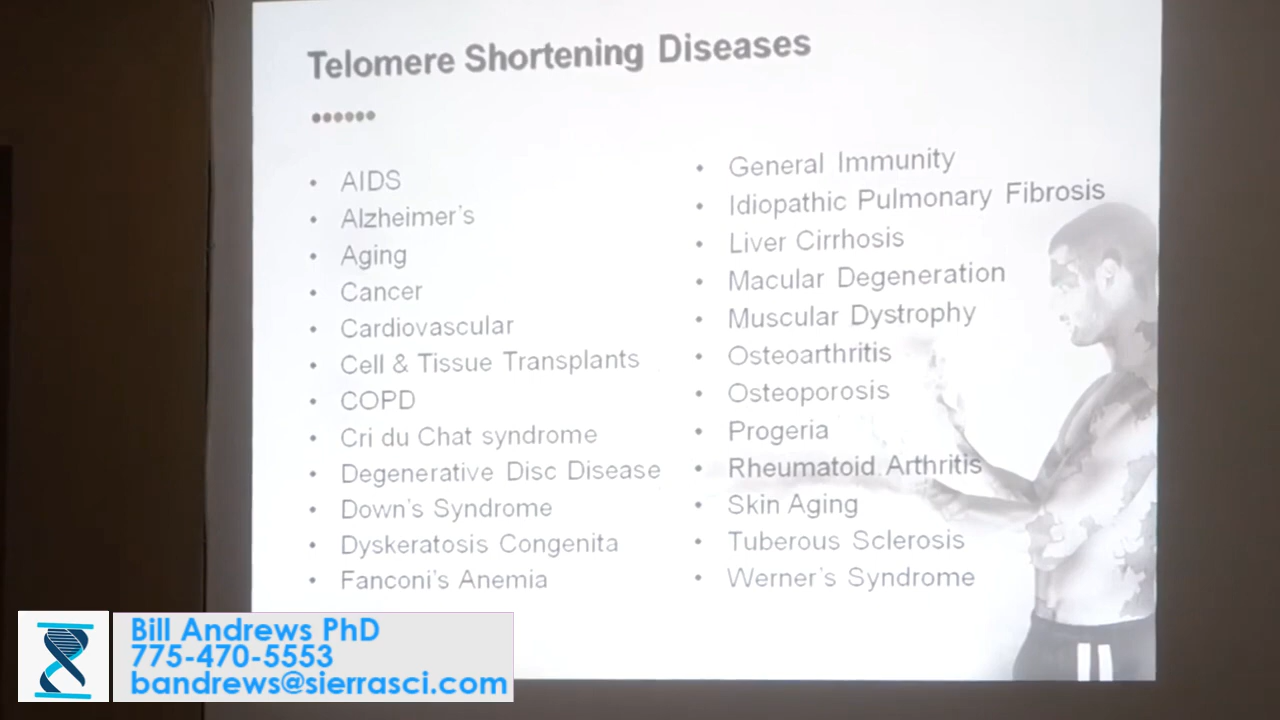 Telomere Shortening Diseases
• AIDS
• Alzheimer's
• Aging
• Cancer
• Cardiovascular
• Cell & Tissue Transplants
• COPD
• Cri du Chat syndrome
• Degenerative Disc Disease
• Down's Syndrome
• Dyskeratosis Congenita
• Fanconi's Anemia
• General Immunity
• Idiopathic Pulmonary Fibrosis
• Liver Cirrhosis
• Macular Degeneration
• Muscular Dystrophy
• Osteoarthritis
• Osteoporosis
• Progeria
• Rheumatoid Arthritis
• Skin Aging
• Tuberous Sclerosis
• Werner's Syndrome
Bill Andrews PhD
775-470-5553
bandrews@sierrasci.com